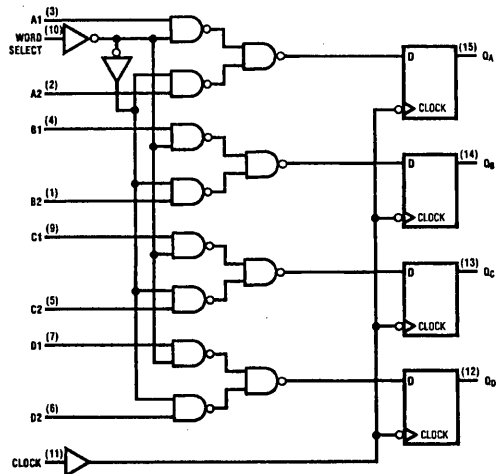 A1 (3)
WORD SELECT (10)
A2 (2)
B1 (4)
B2 (1)
C1 (9)
C2 (5)
D1 (7)
D2 (6)
CLOCK (11)
D (15) QA
CLOCK
D (14) QB
CLOCK
D (13) QC
CLOCK
D (12) QD
CLOCK